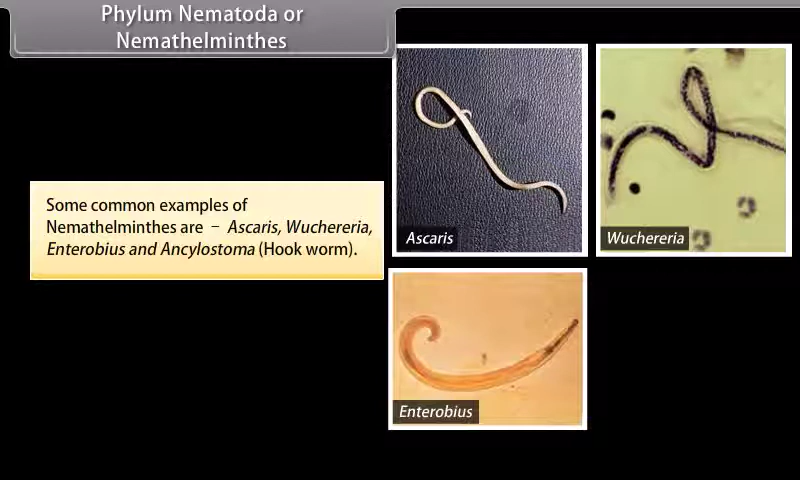 Phylum Nematoda or
Nemathelminthes
Some common examples of
Nemathelminthes are – Ascaris, Wuchereria,
Enterobius and Ancylostoma (Hook worm).
Ascaris
Wuchereria
Enterobius